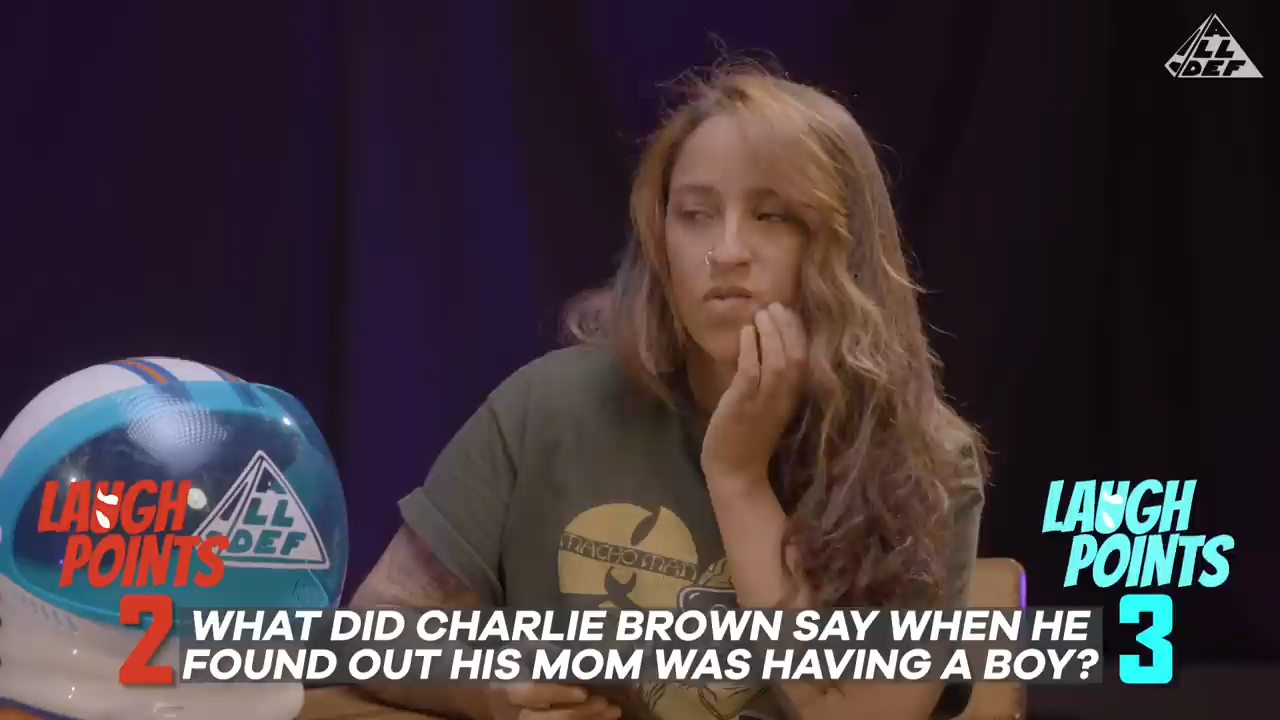 ALL
DEF
ALL
DEF
LAUGH
POINTS
2
MACHO MAN
LAUGH
POINTS
3
WHAT DID CHARLIE BROWN SAY WHEN HE
FOUND OUT HIS MOM WAS HAVING A BOY?